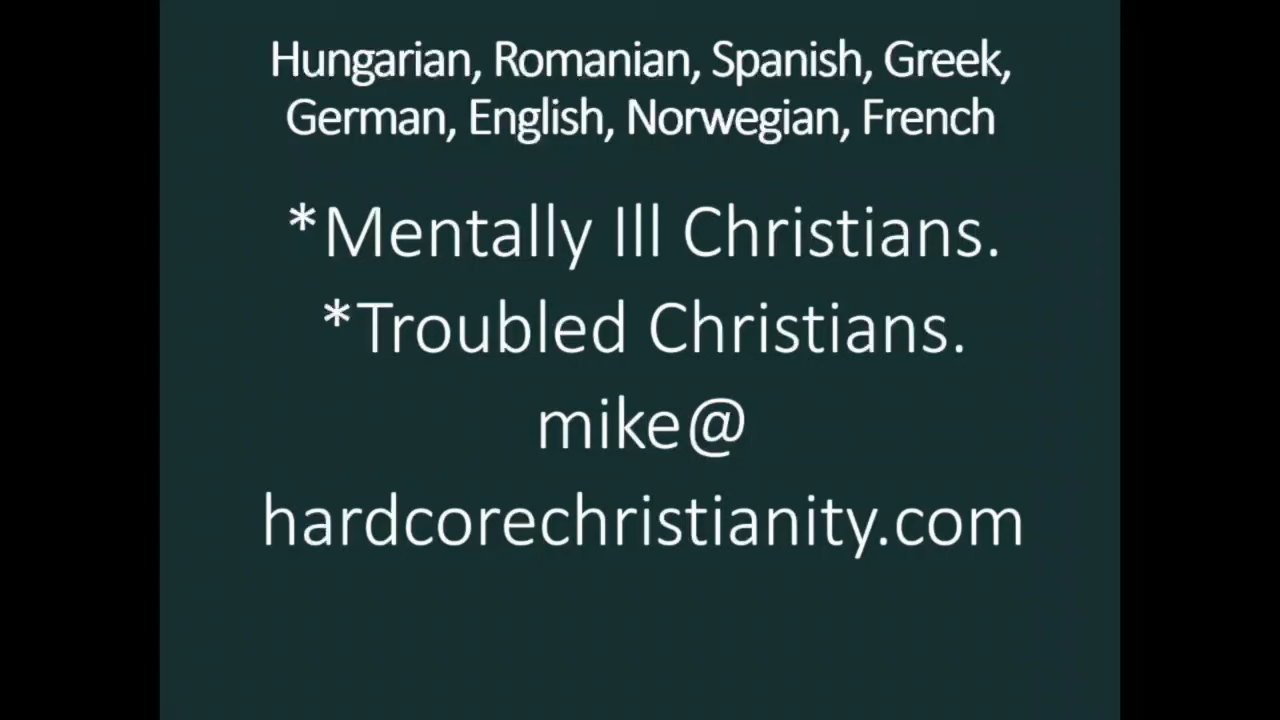 Hungarian, Romanian, Spanish, Greek,
German, English, Norwegian, French
*Mentally Ill Christians.
*Troubled Christians.
mike@
hardcorechristianity.com